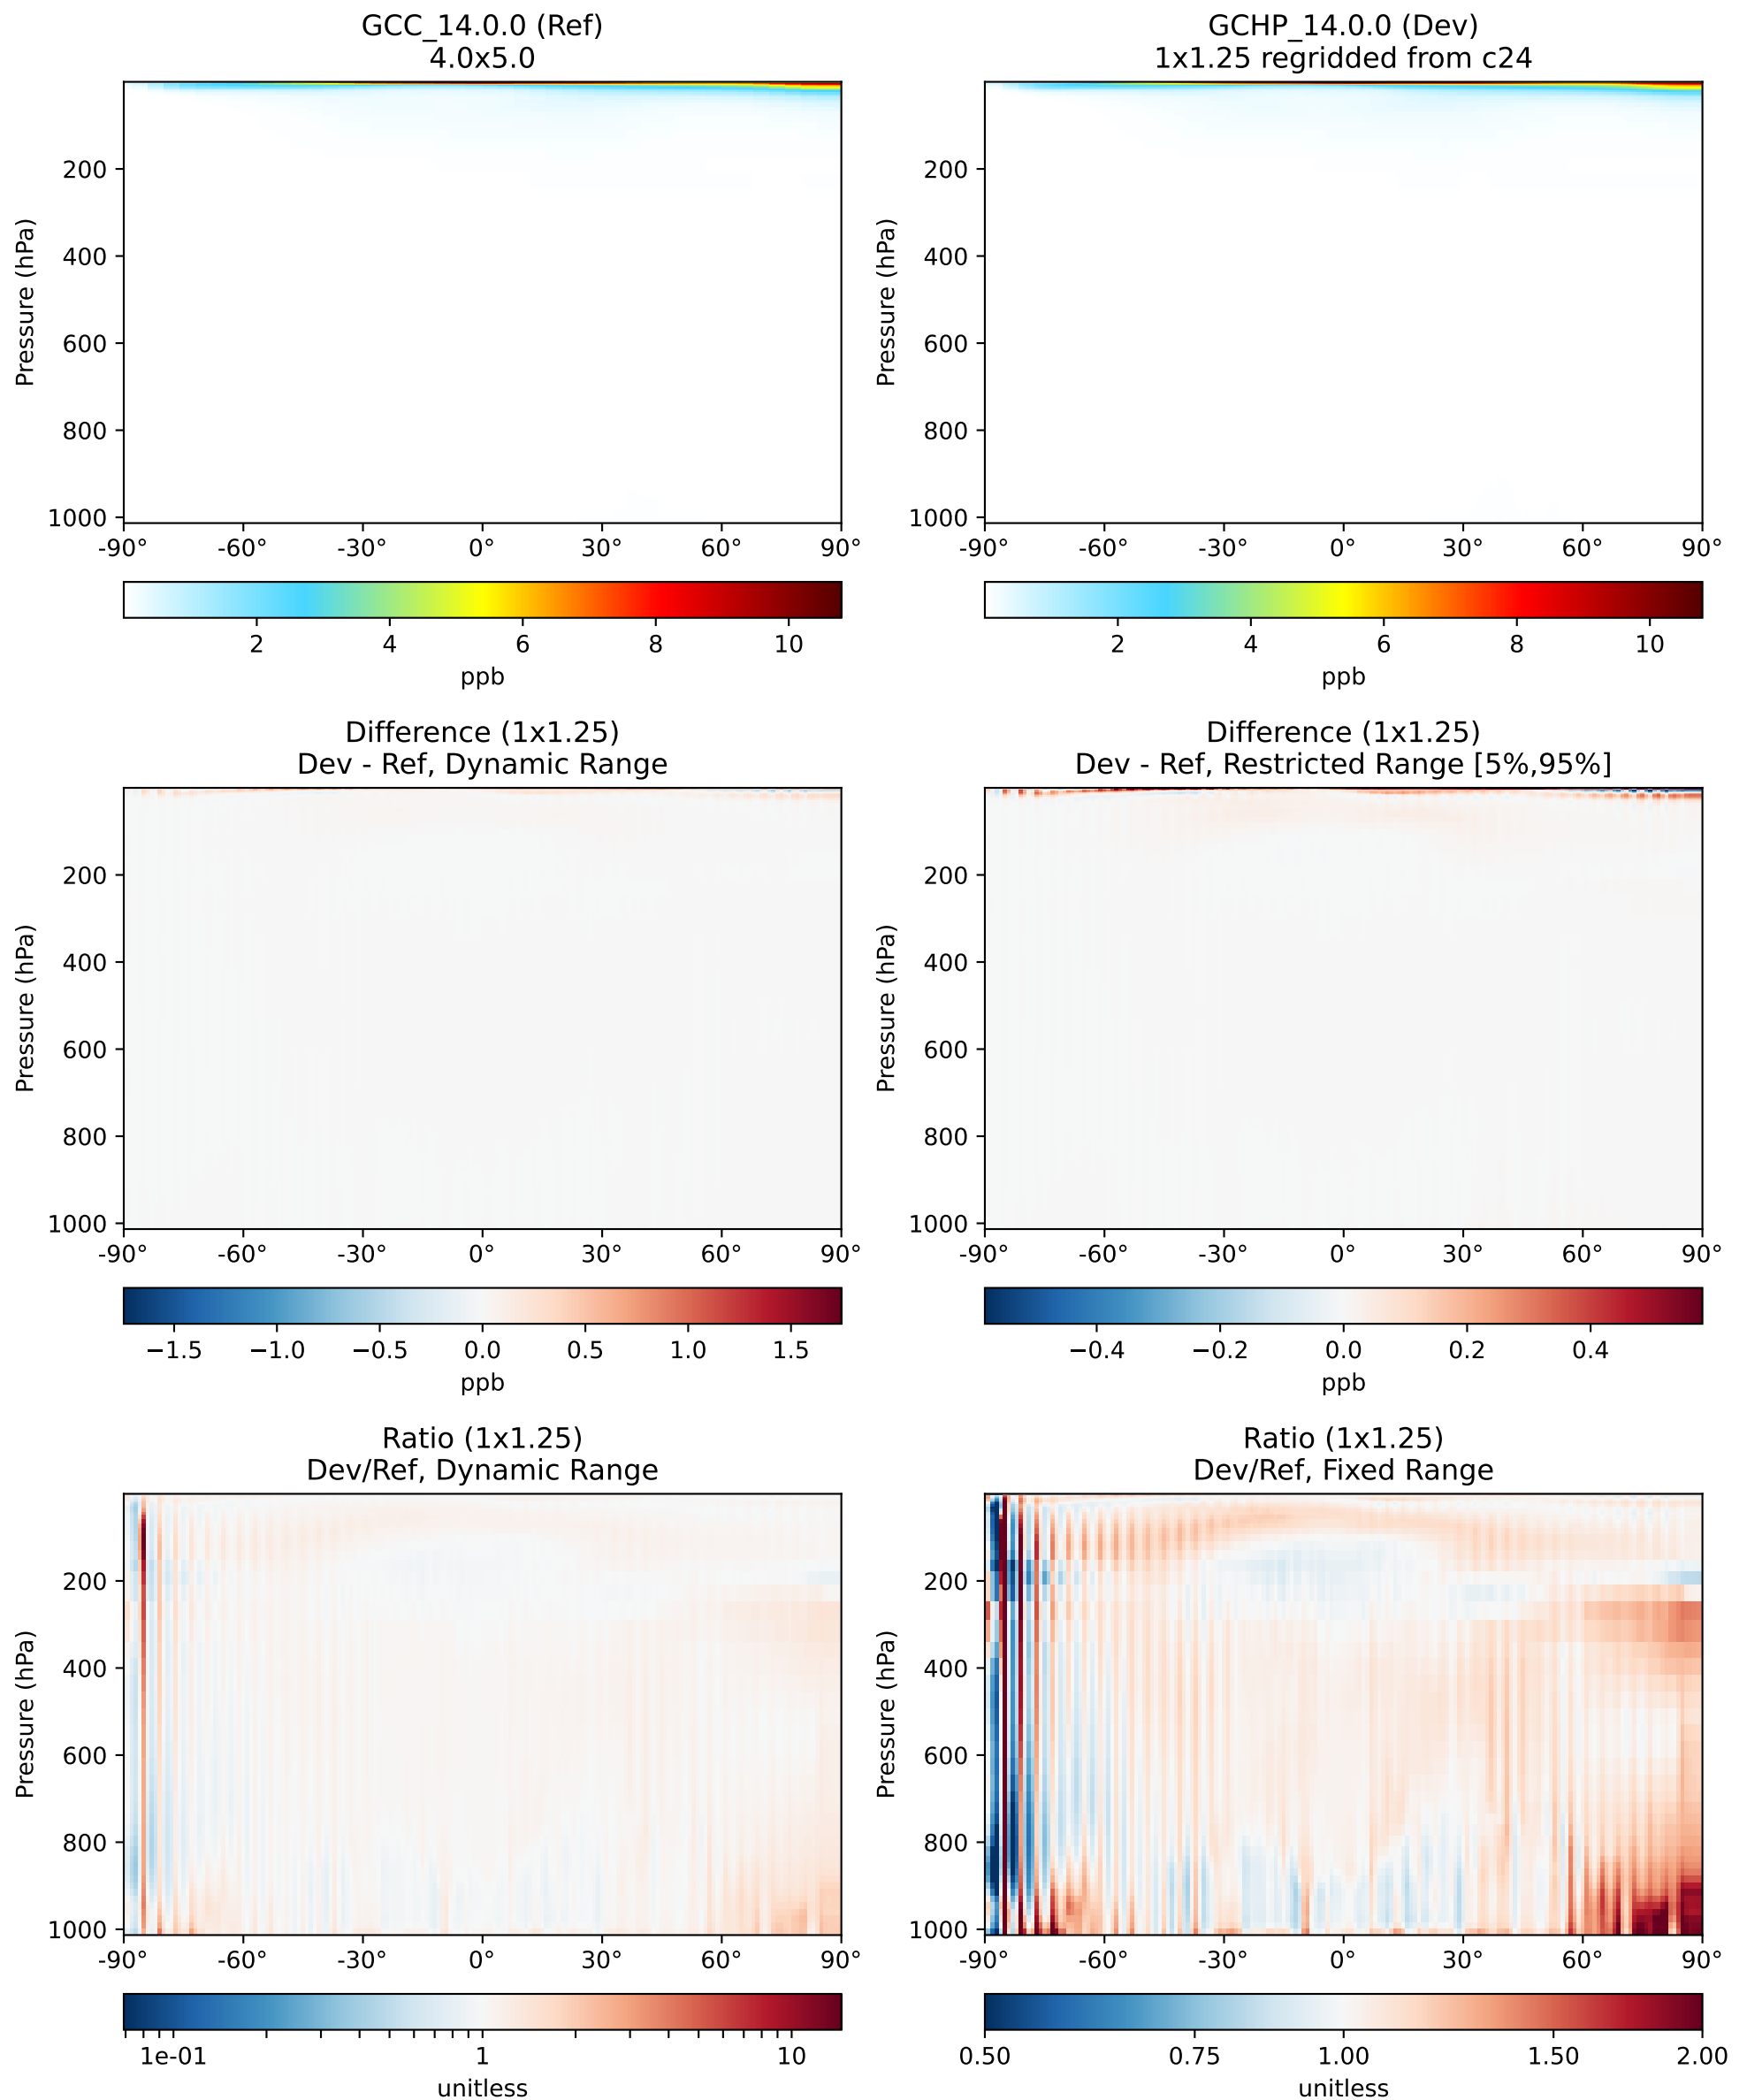 GCC_14.0.0 (Ref)
4.0x5.0
Pressure (hPa)
200
400
600
800
1000
-90° -60° -30° 0° 30° 60° 90°
2 4 6 8 10
ppb
GCHP_14.0.0 (Dev)
1x1.25 regridded from c24
Pressure (hPa)
200
400
600
800
1000
-90° -60° -30° 0° 30° 60° 90°
2 4 6 8 10
ppb
Difference (1x1.25)
Dev - Ref, Dynamic Range
Pressure (hPa)
200
400
600
800
1000
-90° -60° -30° 0° 30° 60° 90°
−1.5 −1.0 −0.5 0.0 0.5 1.0 1.5
ppb
Difference (1x1.25)
Dev - Ref, Restricted Range [5%,95%]
Pressure (hPa)
200
400
600
800
1000
-90° -60° -30° 0° 30° 60° 90°
−0.4 −0.2 0.0 0.2 0.4
ppb
Ratio (1x1.25)
Dev/Ref, Dynamic Range
Pressure (hPa)
200
400
600
800
1000
-90° -60° -30° 0° 30° 60° 90°
1e-01 1 10
unitless
Ratio (1x1.25)
Dev/Ref, Fixed Range
Pressure (hPa)
200
400
600
800
1000
-90° -60° -30° 0° 30° 60° 90°
0.50 0.75 1.00 1.50 2.00
unitless